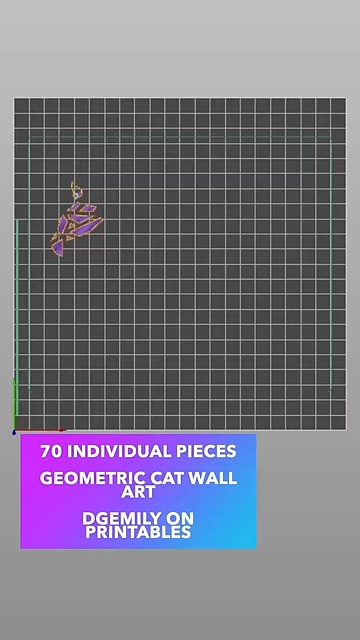 70 INDIVIDUAL PIECES
GEOMETRIC CAT WALL
ART
DGEMILY ON
PRINTABLES